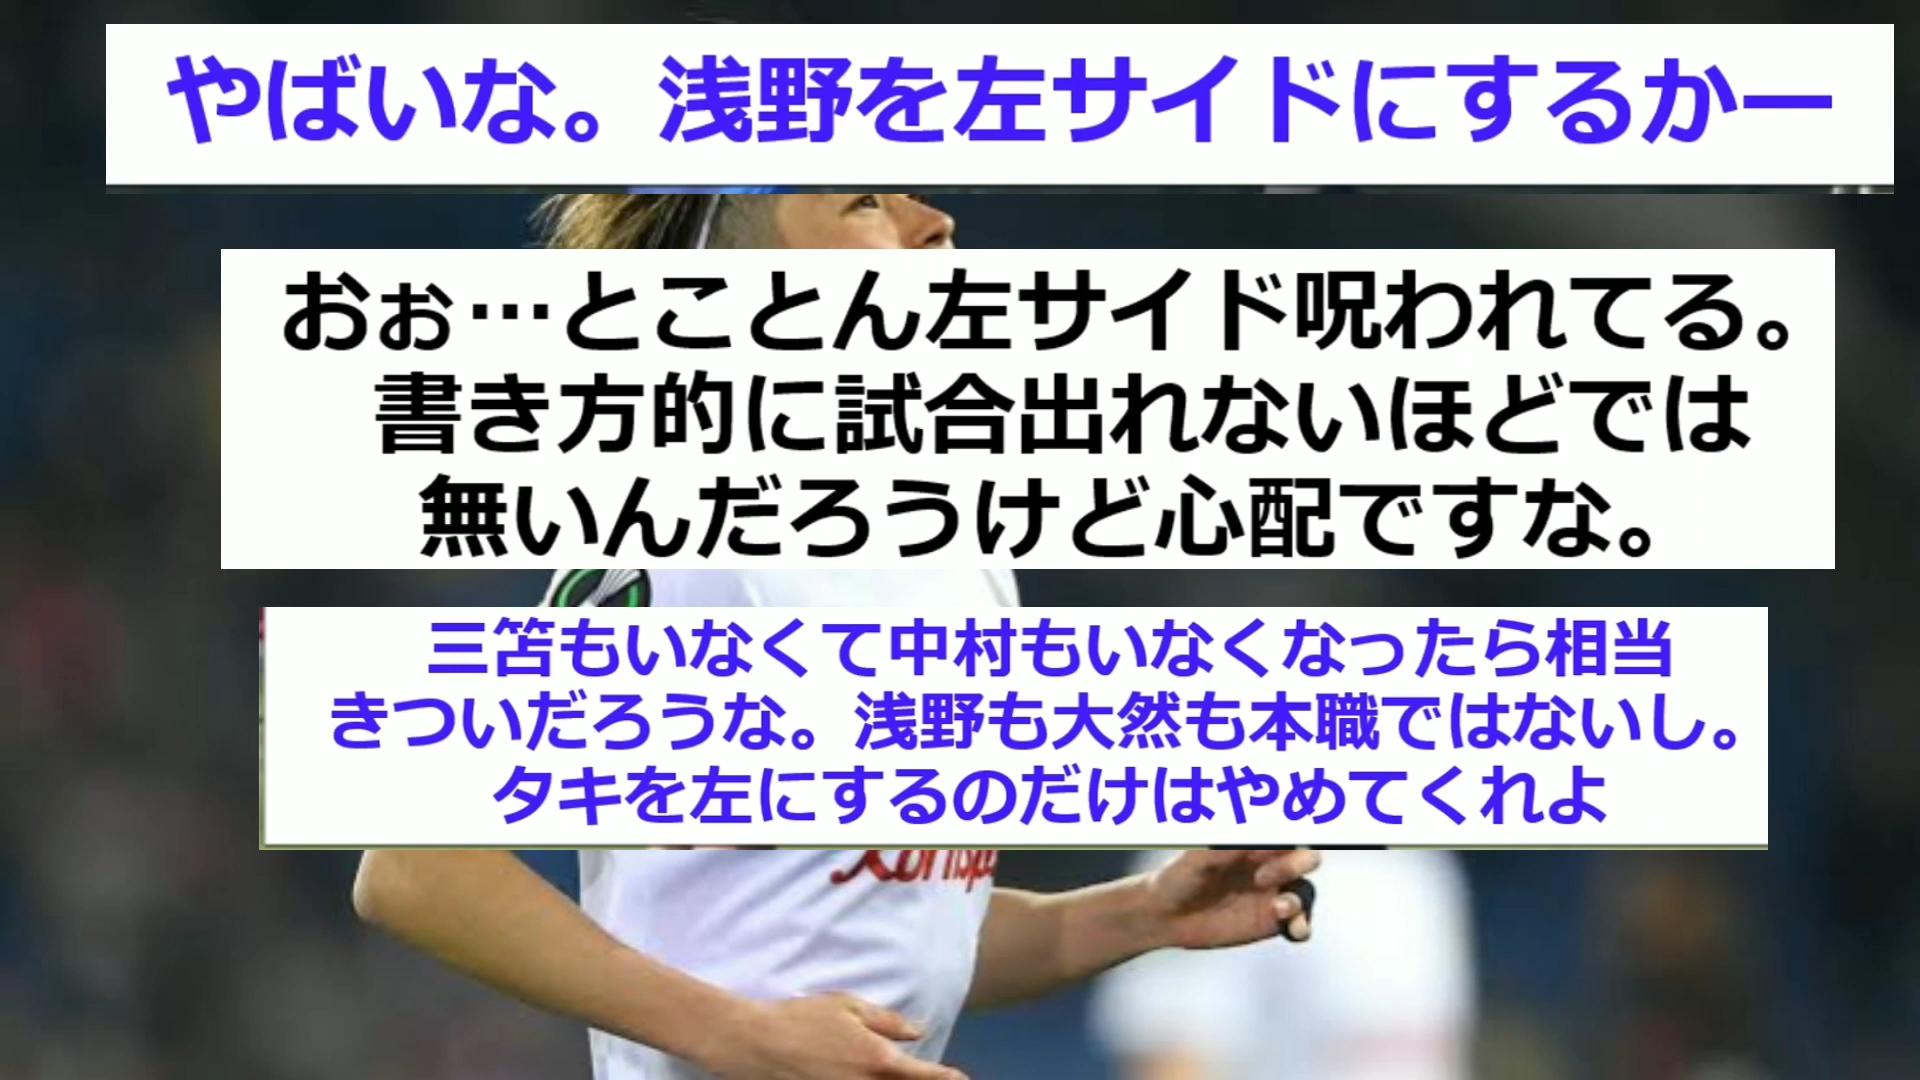 やばいな。浅野を左サイドにするかー
おぉ…とことん左サイド呪われてる。
書き方的に試合出れないほどでは
無いんだろうけど心配ですな。
三笘もいなくて中村もいなくなったら相当
きついだろうな。浅野も大然も本職ではないし。
タキを左にするのだけはやめてくれよ